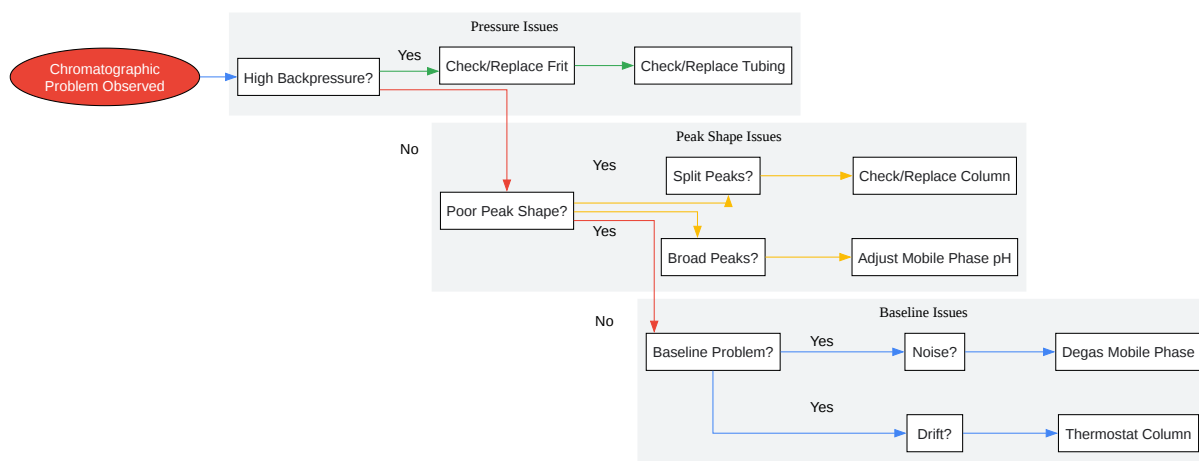 Pressure Issues
Chromatographic
Problem Observed
High Backpressure?
Yes
Check/Replace Frit
Check/Replace Tubing
No
Peak Shape Issues
Poor Peak Shape?
Yes
Split Peaks?
Check/Replace Column
Yes
Broad Peaks?
Adjust Mobile Phase pH
No
Baseline Issues
Baseline Problem?
Yes
Noise?
Degas Mobile Phase
Yes
Drift?
Thermostat Column